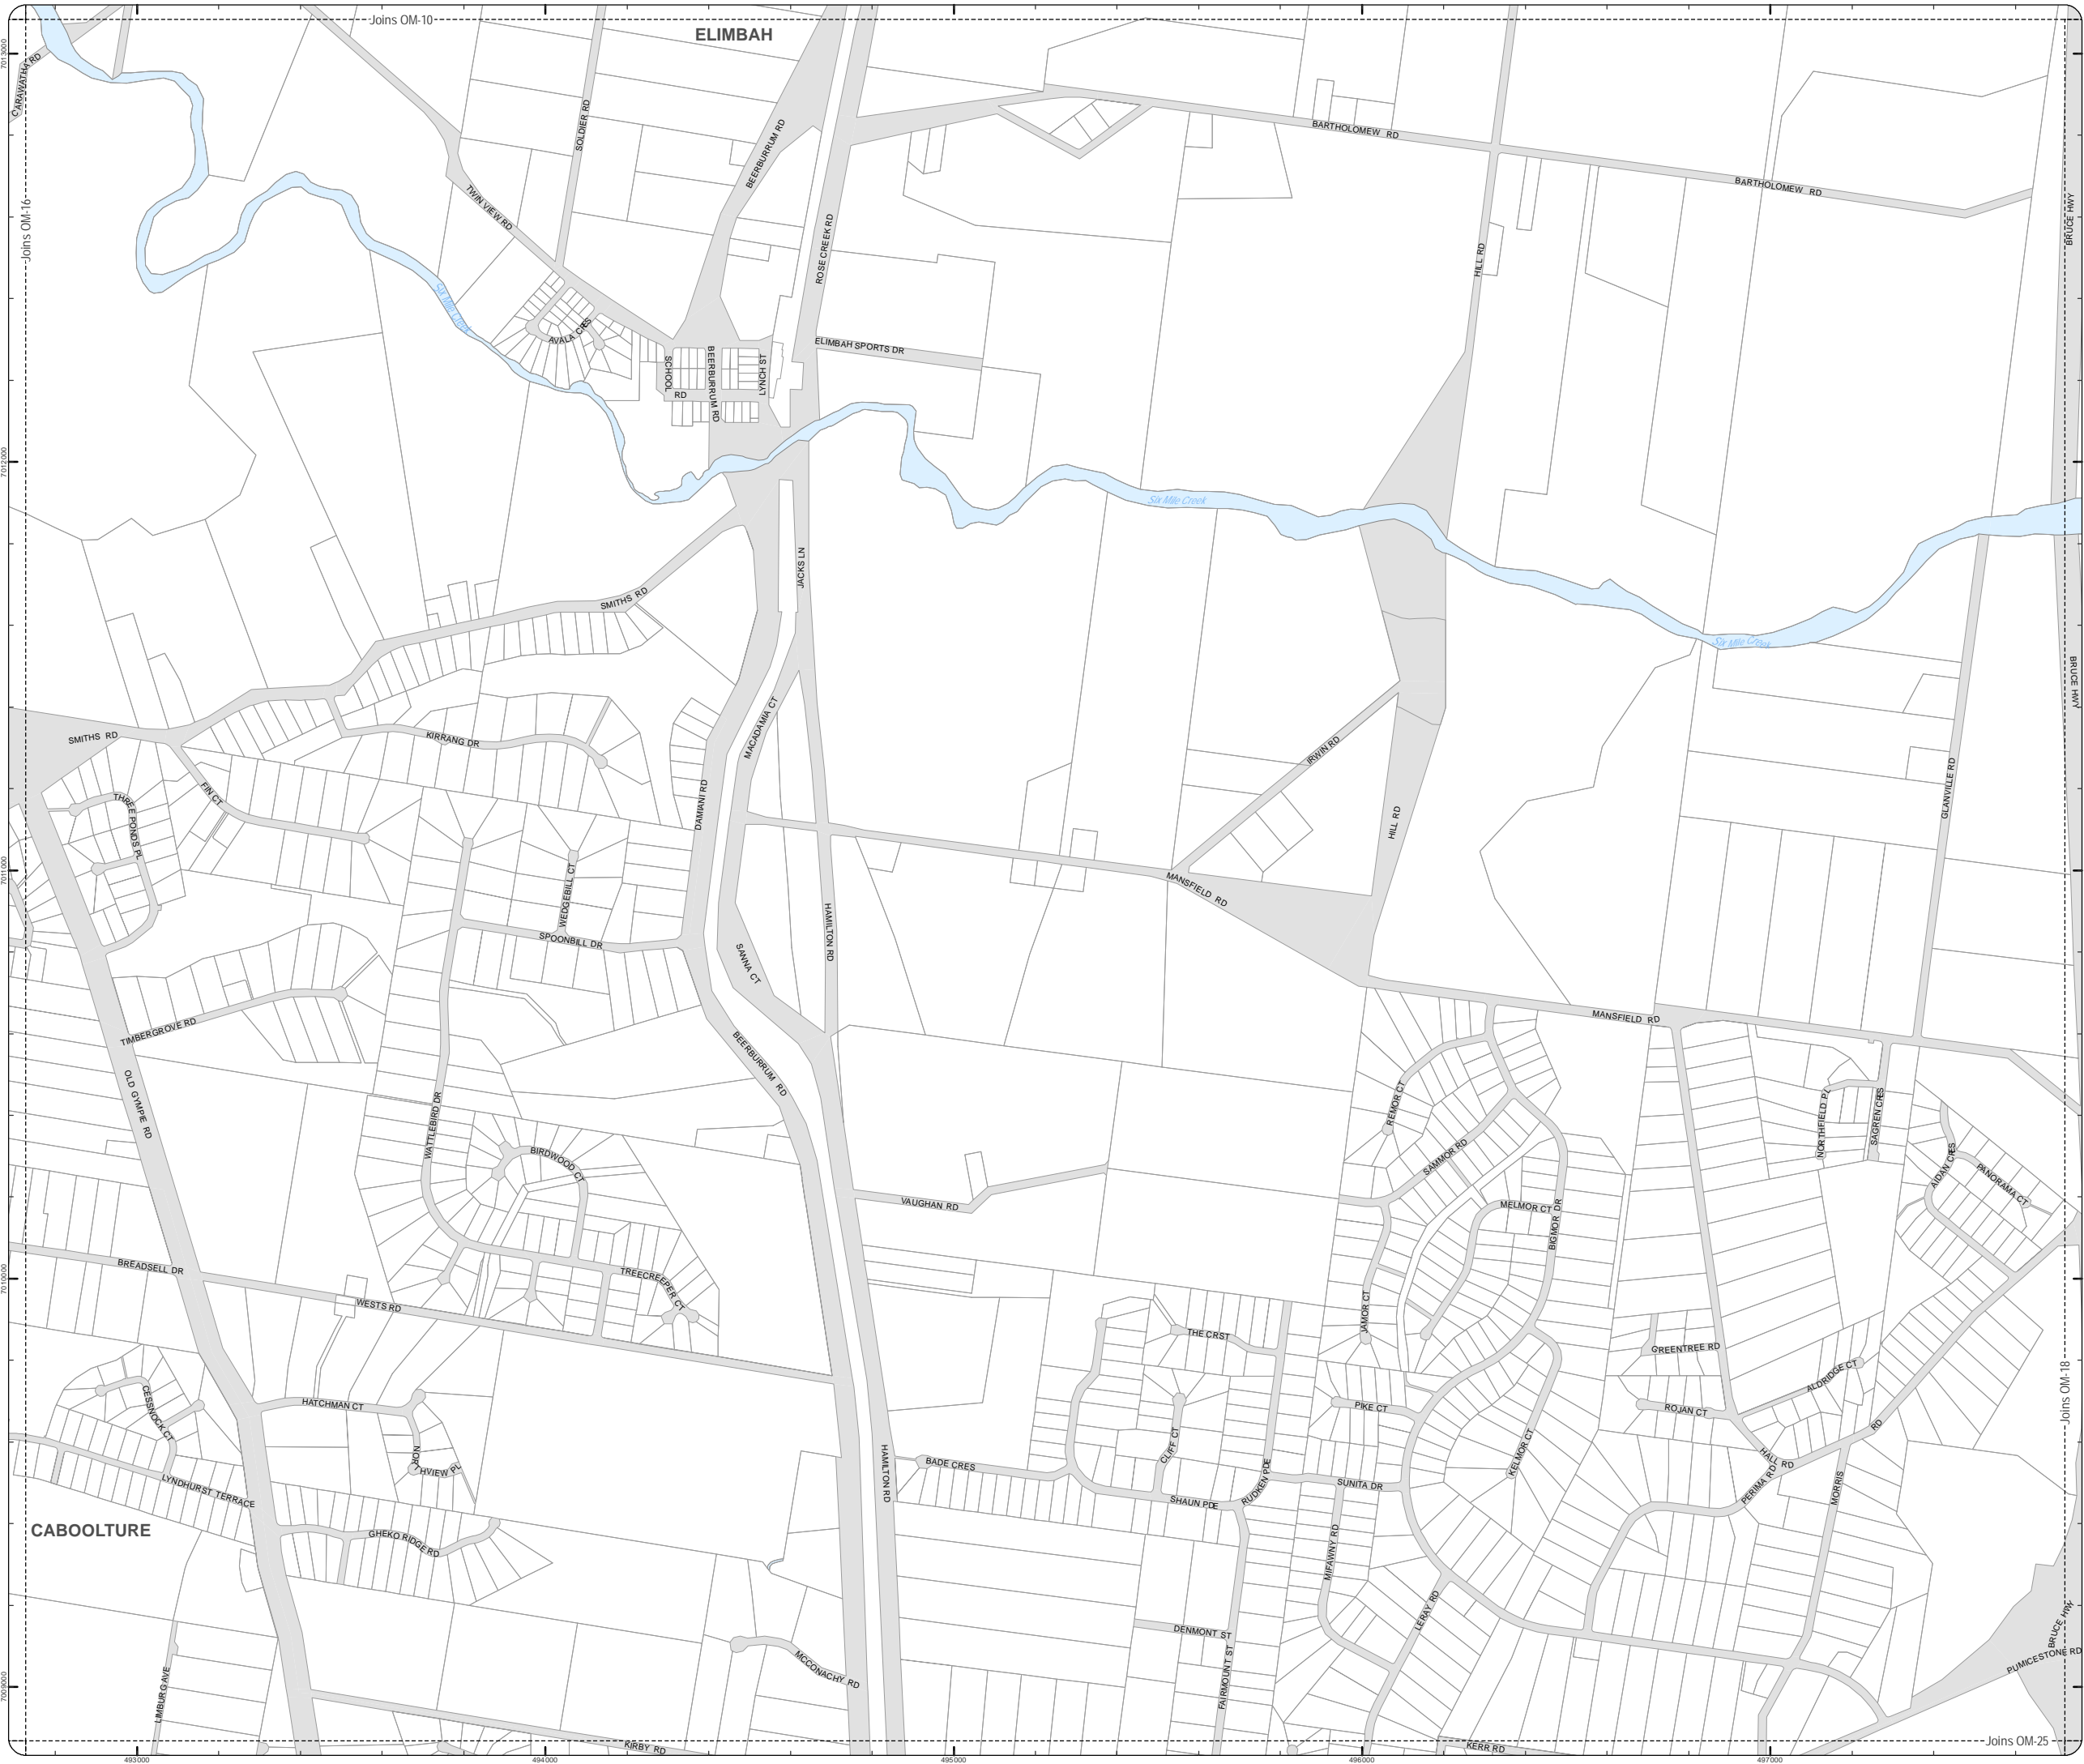 Joins OM-10
ELIMBAH
7013000
CARAWATHA RD
SOLDIER RD
BEERBURRUM RD
BARTHOLOMEW RD
BARTHOLOMEW RD
TWIN VIEW RD
Joins OM-16
ROSE CREEK RD
HILL RD
BRUCE HWY
Six Mile Creek
AVALA CRES
SCHOOL RD
BEERBURRUM RD
LYNCH ST
ELIMBAH SPORTS DR
7012000
Six Mile Creek
JACKS LN
SMITHS RD
Six Mile Creek
BRUCE HWY
SMITHS RD
KIRRANG DR
MACADAMIA CT
IRWIN RD
FIN CT
THREE PONDS PL
DAMIANI RD
HILL RD
GLANVILLE RD
7011000
WEDGEBILL CT
MANSFIELD RD
SPOONBILL DR
HAMILTON RD
SANNA CT
TIMBERGROVE RD
MANSFIELD RD
OLD GYMPIE RD
BEERBURRUM RD
WATTLEBIRD DR
REMOR CT
NORTHFIELD PL
SAGREN CRES
BIRDWOOD CT
SAMMOR RD
AIDAN CRES
PANORAMA CT
VAUGHAN RD
MELMOR CT
BIGMOR DR
BREADSELL DR
7010000
TREECREEPER CT
WESTS RD
JAMOR CT
THE CRST
GREENTREE RD
ALDRIDGE CT
Joins OM-18
CESSNOCK CT
HATCHMAN CT
PIKE CT
ROJAN CT
RD
NORTHVIEW PL
CLIFF CT
KELMOR CT
HALL RD
BADE CRES
HAMILTON RD
RUDKEN PDE
SUNITA DR
PERIMA RD
MORRIS
LYNDHURST TERRACE
SHAUN PDE
CABOOLTURE
GHEKO RIDGE RD
MIFAWNY RD
LERAY RD
DENMONT ST
BRUCE HWY
PUMICESTONE RD
MCCONACHY RD
FAIRMOUNT ST
LIMBURG AVE
7009000
KIRBY RD
KERR RD
Joins OM-25
493000
494000
495000
496000
497000